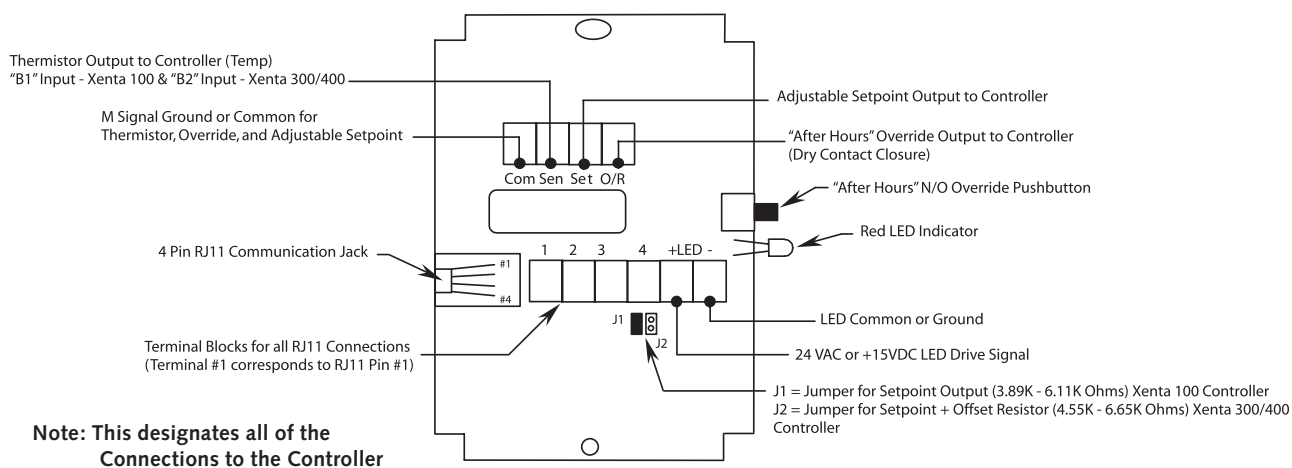 Thermistor Output to Controller (Temp)
“B1” Input - Xenta 100 & “B2” Input - Xenta 300/400
M Signal Ground or Common for
Thermistor, Override, and Adjustable Setpoint
Adjustable Setpoint Output to Controller
“After Hours” Override Output to Controller
(Dry Contact Closure)
Com Sen Set O/R
“After Hours” N/O Override Pushbutton
Red LED Indicator
4 Pin RJ11 Communication Jack
#1
#4
1 2 3 4 +LED -
J1
J2
LED Common or Ground
Terminal Blocks for all RJ11 Connections
(Terminal #1 corresponds to RJ11 Pin #1)
24 VAC or +15VDC LED Drive Signal
J1 = Jumper for Setpoint Output (3.89K - 6.11K Ohms) Xenta 100 Controller
J2 = Jumper for Setpoint + Offset Resistor (4.55K - 6.65K Ohms) Xenta 300/400
Controller
Note: This designates all of the
Connections to the Controller